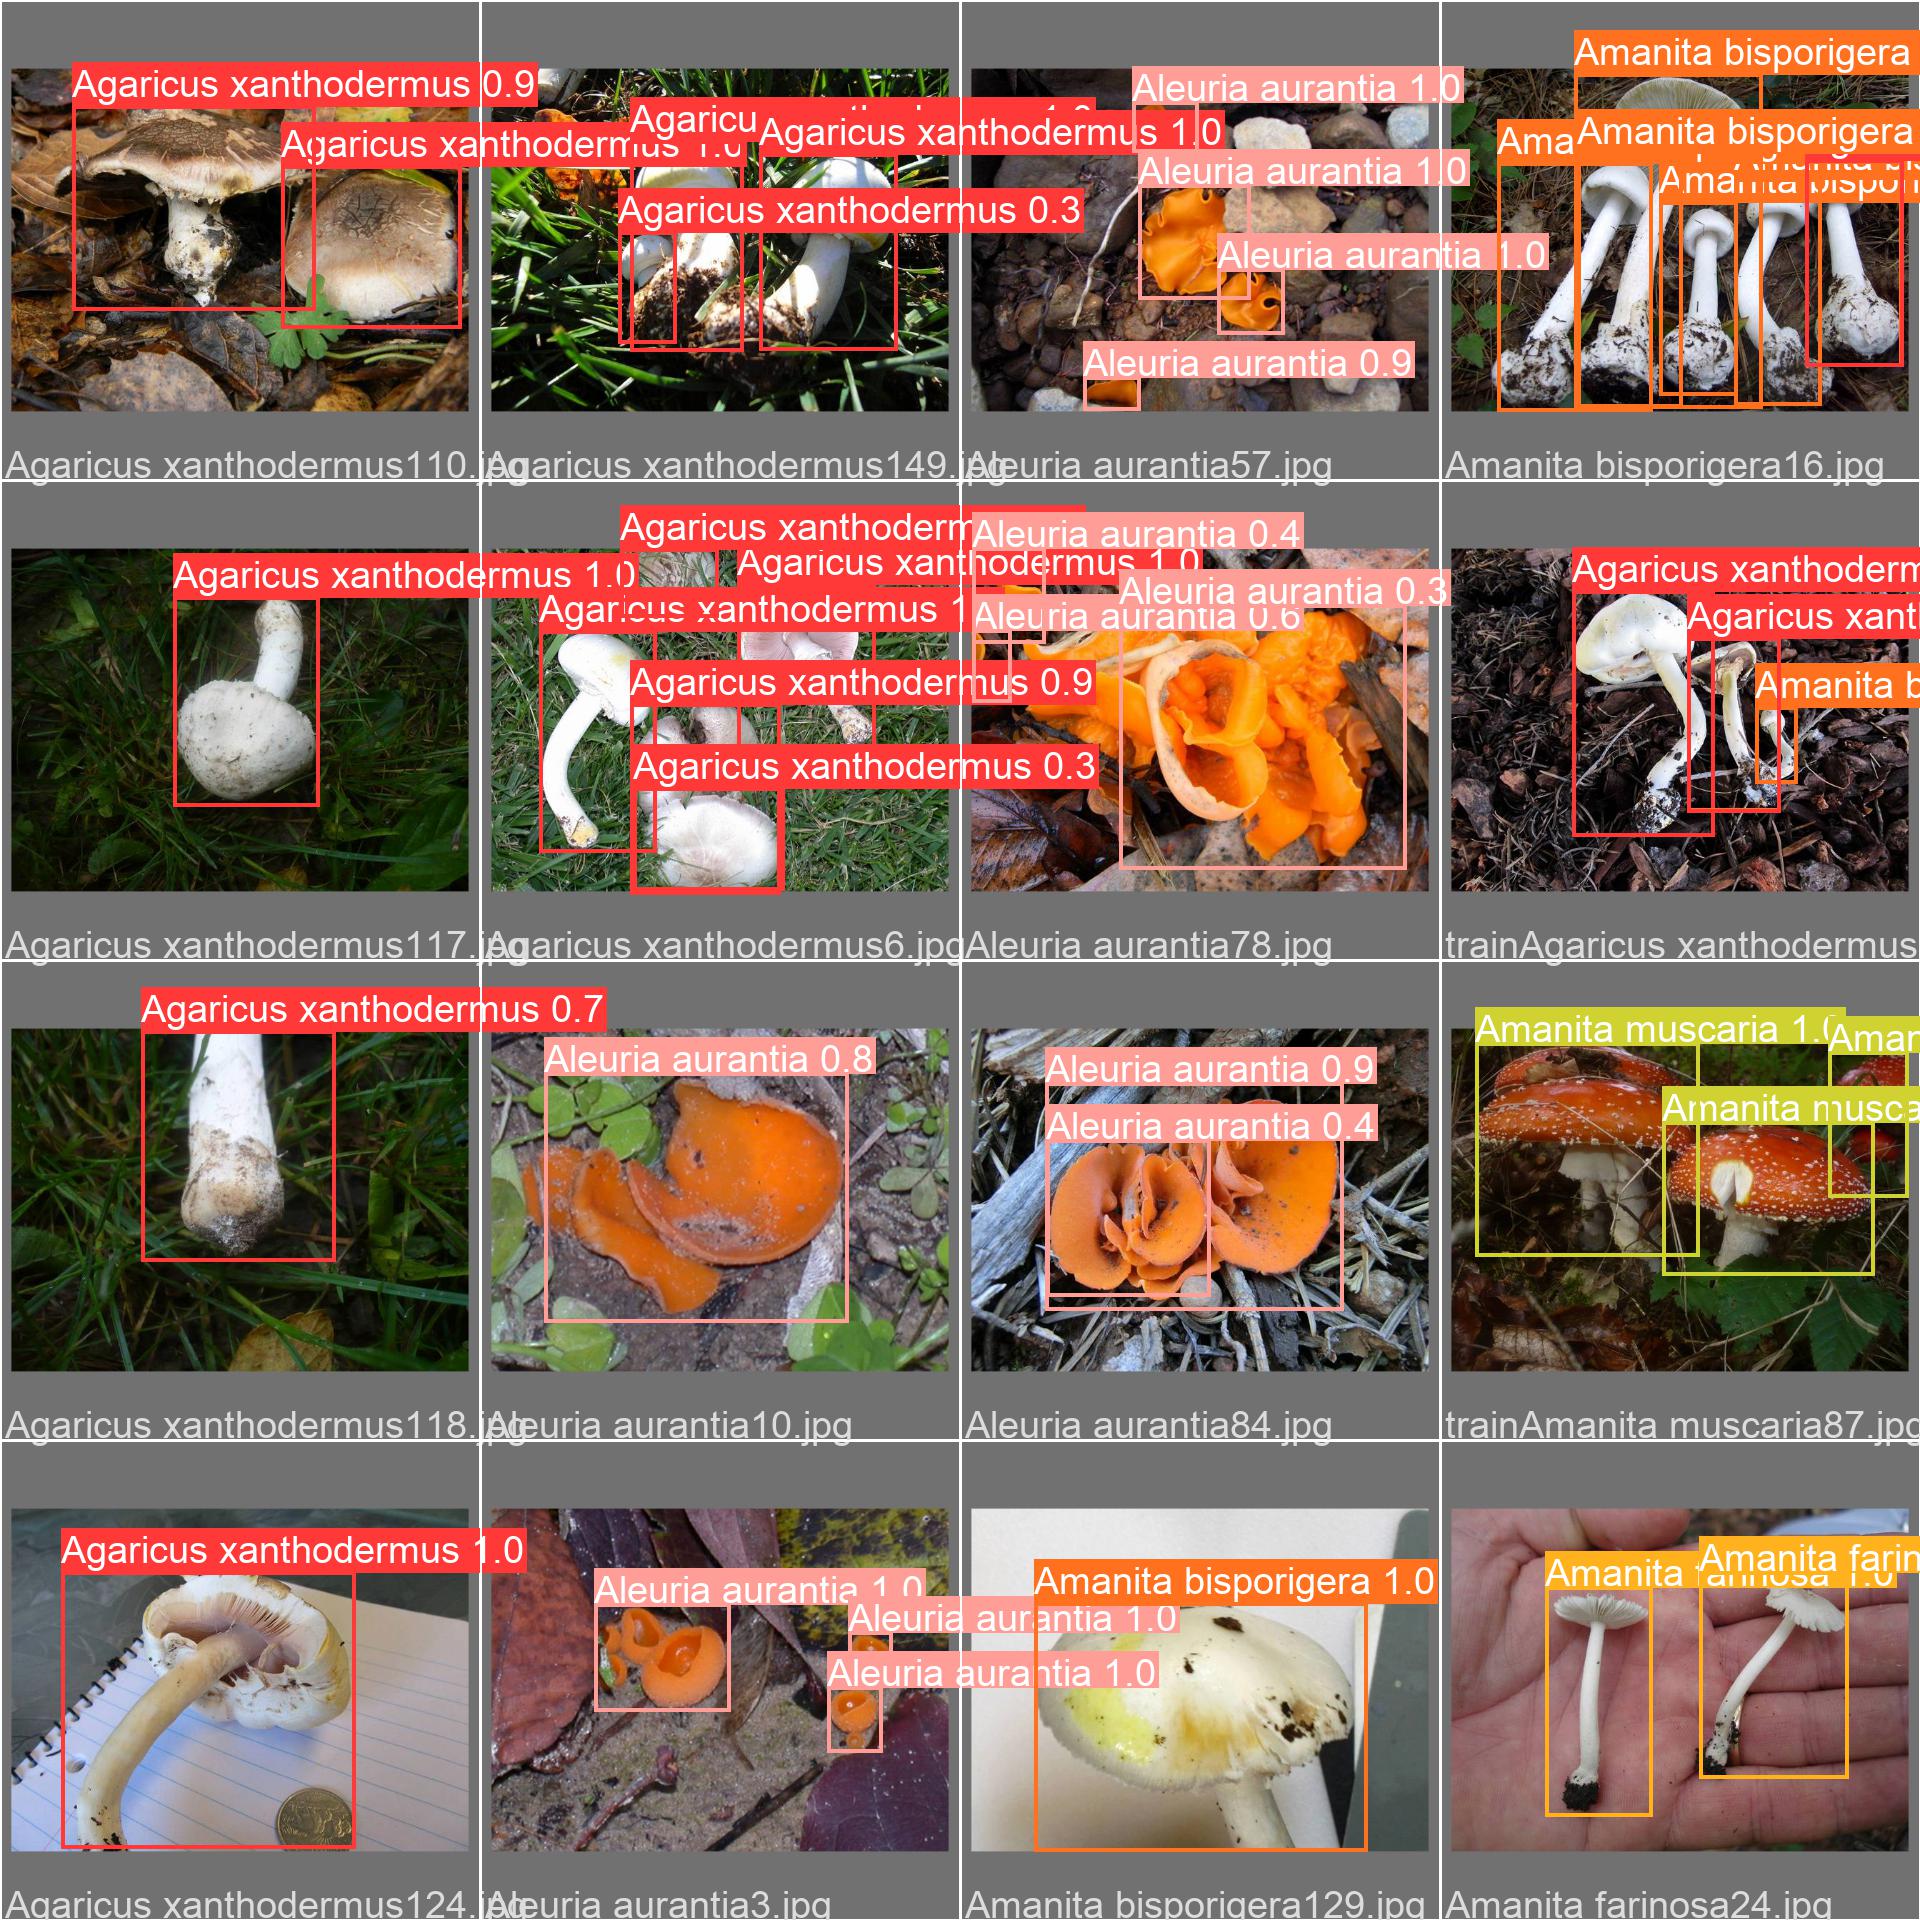 Agaricus xanthodermus 0.9
Agaricus xanthodermus 1.0
Agaricus xanthodermus110.jpg
Agaricu
Agaricus xanthodermus 1.0
Agaricus xanthodermus 0.3
Agaricus xanthodermus149.jpg
Aleuria aurantia 1.0
Aleuria aurantia 1.0
Aleuria aurantia 1.0
Aleuria aurantia 0.9
Aleuria aurantia57.jpg
Amanita bisporigera
Amanita bisporigera
Ama
Amanita bispori
Amanita bisporigera16.jpg
Agaricus xanthodermus 1.0
Agaricus xanthodermus117.jpg
Agaricus xanthoderm
Agaricus xanthodermus 1.0
Agaricus xanthodermus 1
Agaricus xanthodermus 0.9
Agaricus xanthodermus 0.3
Agaricus xanthodermus6.jpg
Aleuria aurantia 0.4
Aleuria aurantia 0.3
Aleuria aurantia 0.6
Aleuria aurantia78.jpg
Agaricus xanthoderm
Agaricus xant
Amanita b
trainAgaricus xanthodermus
Agaricus xanthodermus 0.7
Agaricus xanthodermus118.jpg
Aleuria aurantia 0.8
Aleuria aurantia10.jpg
Aleuria aurantia 0.9
Aleuria aurantia 0.4
Aleuria aurantia84.jpg
Amanita muscaria 1.0
Aman
Amanita musca
trainAmanita muscaria87.jpg
Agaricus xanthodermus 1.0
Agaricus xanthodermus124.jpg
Aleuria aurantia 1.0
Aleuria aurantia 1.0
Aleuria aurantia 1.0
Aleuria aurantia3.jpg
Amanita bisporigera 1.0
Amanita bisporigera129.jpg
Amanita farinosa 1.0
Amanita farin
Amanita farinosa24.jpg